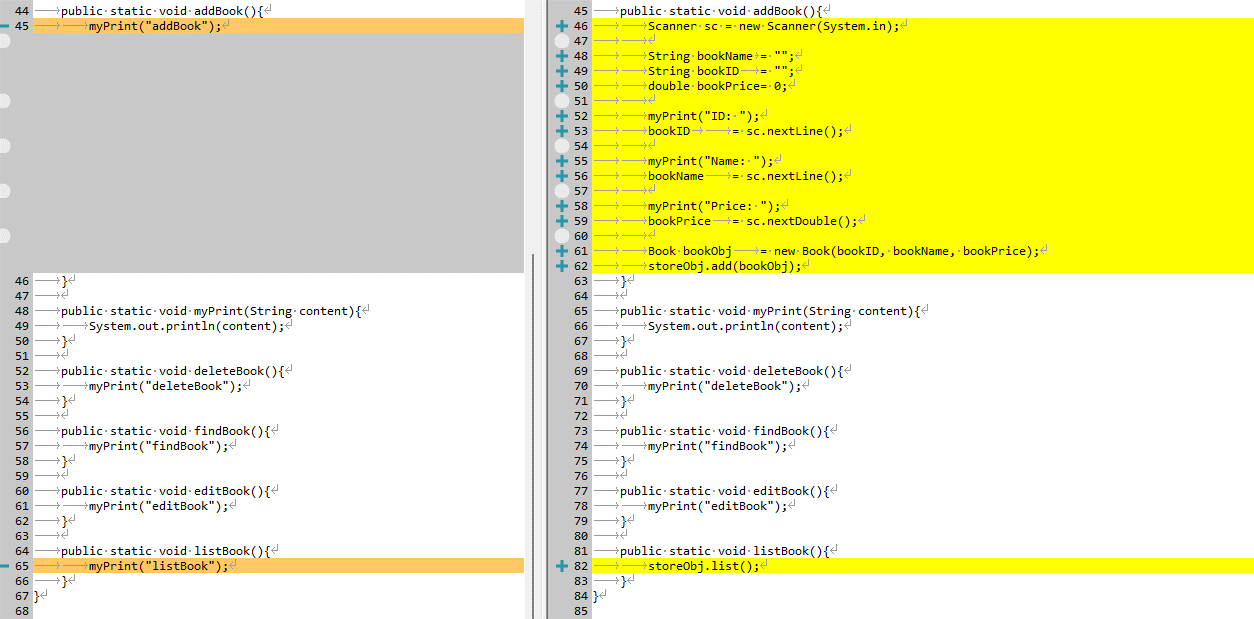 44 public static void addBook(){
45 myPrint("addBook");
46 }
47
48 public static void myPrint(String content){
49 System.out.println(content);
50 }
51
52 public static void deleteBook(){
53 myPrint("deleteBook");
54 }
55
56 public static void findBook(){
57 myPrint("findBook");
58 }
59
60 public static void editBook(){
61 myPrint("editBook");
62 }
63
64 public static void listBook(){
65 myPrint("listBook");
66 }
67 }
68
45 public static void addBook(){
46 Scanner sc = new Scanner(System.in);
47
48 String bookName = "";
49 String bookID = "";
50 double bookPrice= 0;
51
52 myPrint("ID: ");
53 bookID = sc.nextLine();
54
55 myPrint("Name: ");
56 bookName = sc.nextLine();
57
58 myPrint("Price: ");
59 bookPrice = sc.nextDouble();
60
61 Book bookObj = new Book(bookID, bookName, bookPrice);
62 storeObj.add(bookObj);
63 }
64
65 public static void myPrint(String content){
66 System.out.println(content);
67 }
68
69 public static void deleteBook(){
70 myPrint("deleteBook");
71 }
72
73 public static void findBook(){
74 myPrint("findBook");
75 }
76
77 public static void editBook(){
78 myPrint("editBook");
79 }
80
81 public static void listBook(){
82 storeObj.list();
83 }
84 }
85